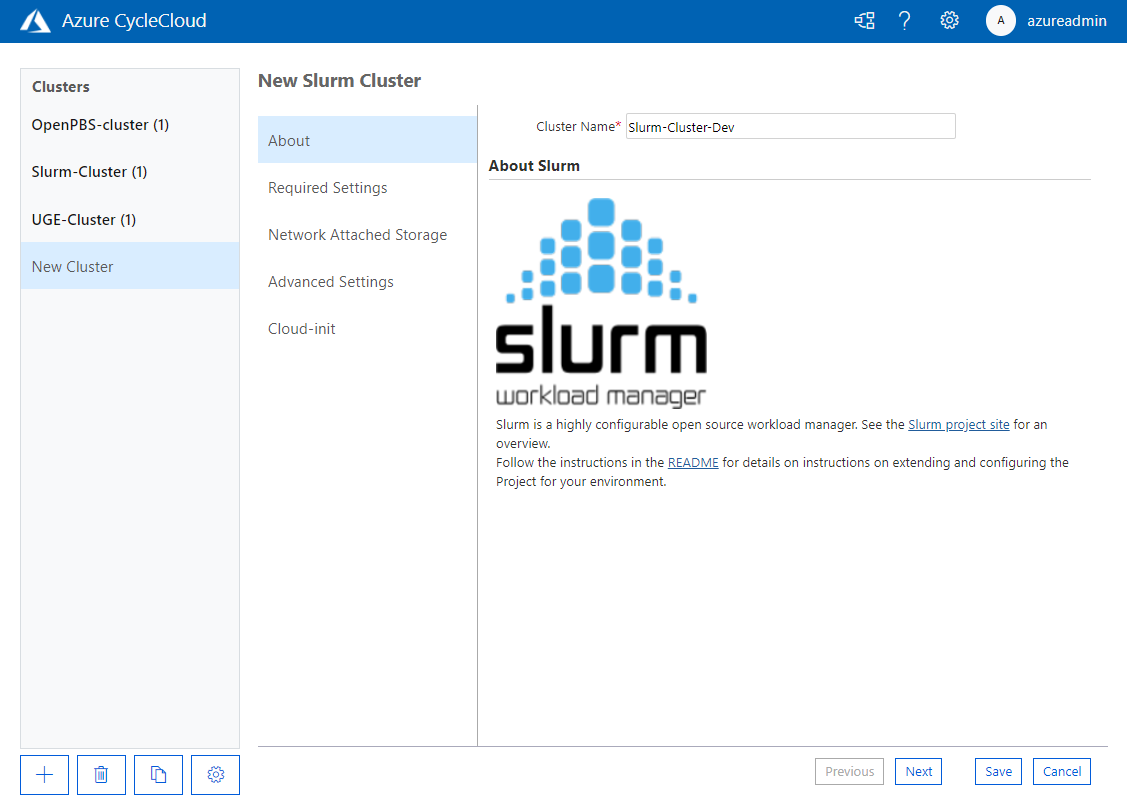 Azure CycleCloud
A
azureadmin
Clusters
OpenPBS-cluster (1)
Slurm-Cluster (1)
UGE-Cluster (1)
New Cluster
New Slurm Cluster
About
Required Settings
Network Attached Storage
Advanced Settings
Cloud-init
Cluster Name* Slurm-Cluster-Dev
About Slurm
slurm
workload manager
Slurm is a highly configurable open source workload manager. See the Slurm project site for an
overview.
Follow the instructions in the README for details on instructions on extending and configuring the
Project for your environment.
Previous
Next
Save
Cancel